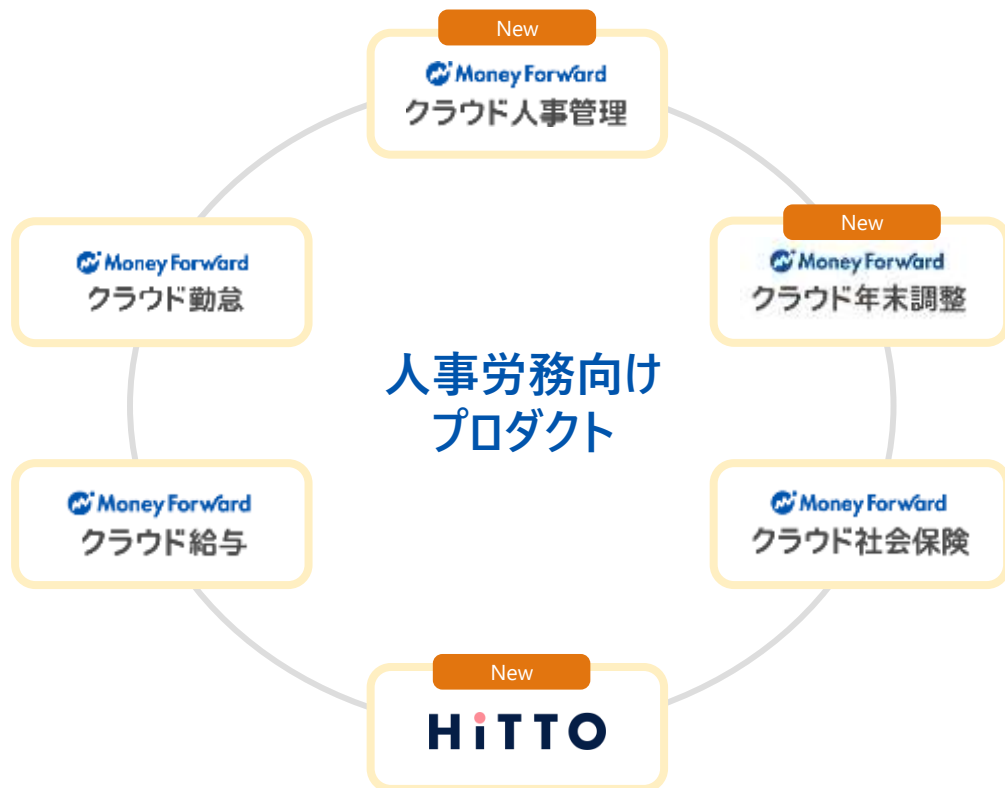 New
Money Forward
クラウド人事管理
New
Money Forward
クラウド年末調整
Money Forward
クラウド勤怠
人事労務向け
プロダクト
Money Forward
クラウド給与
Money Forward
クラウド社会保険
New
HiTTO